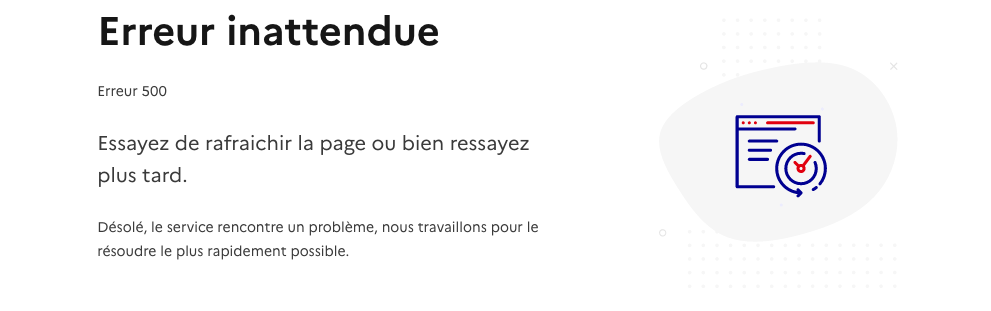 Erreur inattendue
Erreur 500
Essayez de rafraichir la page ou bien ressayez
plus tard.
Désolé, le service rencontre un problème, nous travaillons pour le
résoudre le plus rapidement possible.